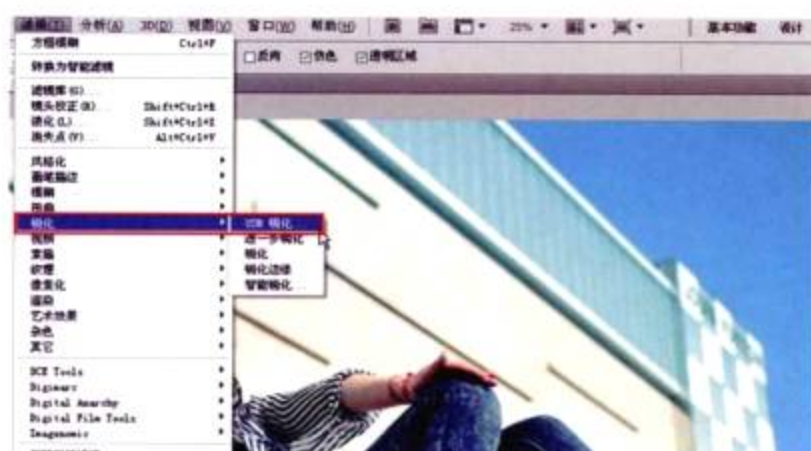 滤镜(T) 分析(A) 3D(D) 视图(V) 窗口(W) 帮助(H) 25% 基本功能 设计
方框模糊 Ctrl+F
反向 仿色 透明区域
转换为智能滤镜
滤镜库(G)...
镜头校正(R)... Shift+Ctrl+R
液化(L)... Shift+Ctrl+X
消失点(V)... Alt+Ctrl+V
风格化
画笔描边
模糊
扭曲
锐化 USM 锐化...
视频 进一步锐化
素描 锐化
纹理 锐化边缘
像素化 智能锐化...
渲染
艺术效果
杂色
其它
DCE Tools
Digimarc
Digital Anarchy
Digital Film Tools
Imagenomic